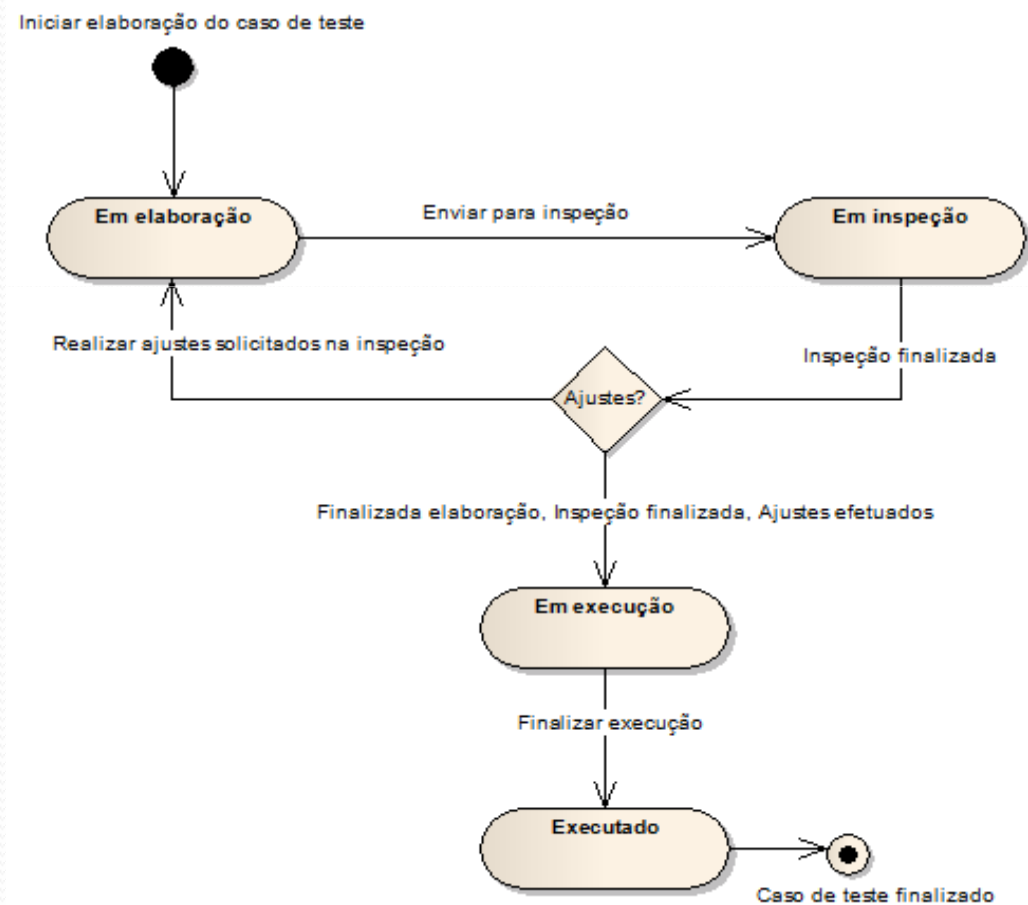 Iniciar elaboração do caso de teste
Em elaboração
Enviar para inspeção
Em inspeção
Realizar ajustes solicitados na inspeção
Inspeção finalizada
Ajustes?
Finalizada elaboração, Inspeção finalizada, Ajustes efetuados
Em execução
Finalizar execução
Executado
Caso de teste finalizado